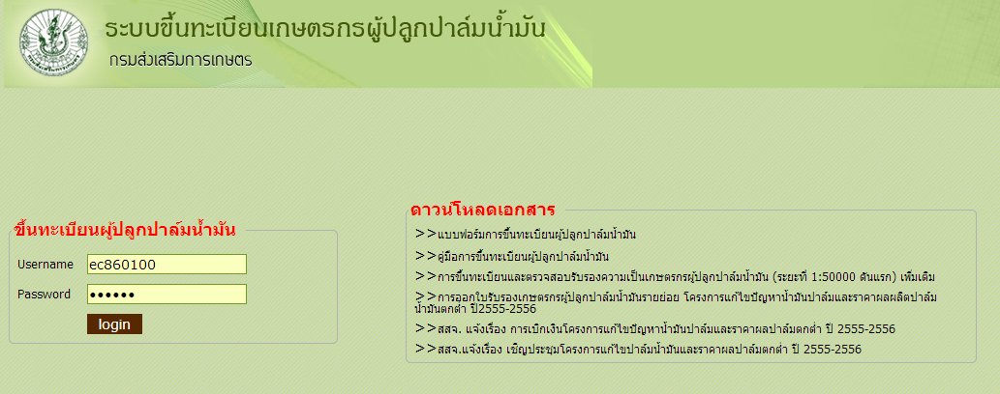 ระบบขึ้นทะเบียนเกษตรกรผู้ปลูกปาล์มน้ำมัน
กรมส่งเสริมการเกษตร
ขึ้นทะเบียนผู้ปลูกปาล์มน้ำมัน
Username ec860100
Password ••••••
login
ดาวน์โหลดเอกสาร
>>แบบฟอร์มการขึ้นทะเบียนผู้ปลูกปาล์มน้ำมัน
>>คู่มือการขึ้นทะเบียนผู้ปลูกปาล์มน้ำมัน
>>การขึ้นทะเบียนและตรวจสอบรับรองความเป็นเกษตรกรผู้ปลูกปาล์มน้ำมัน (ระยะที่ 1:50000 ตันแรก) เพิ่มเติม
>>การออกใบรับรองเกษตรกรผู้ปลูกปาล์มน้ำมันรายย่อย โครงการแก้ไขปัญหาน้ำมันปาล์มและราคาผลผลิตปาล์ม
น้ำมันตกต่ำ ปี2555-2556
>>สสจ. แจ้งเรื่อง การเบิกเงินโครงการแก้ไขปัญหาน้ำมันปาล์มและราคาผลปาล์มตกต่ำ ปี 2555-2556
>>สสจ.แจ้งเรื่อง เชิญประชุมโครงการแก้ไขปาล์มน้ำมันและราคาผลปาล์มตกต่ำ ปี 2555-2556